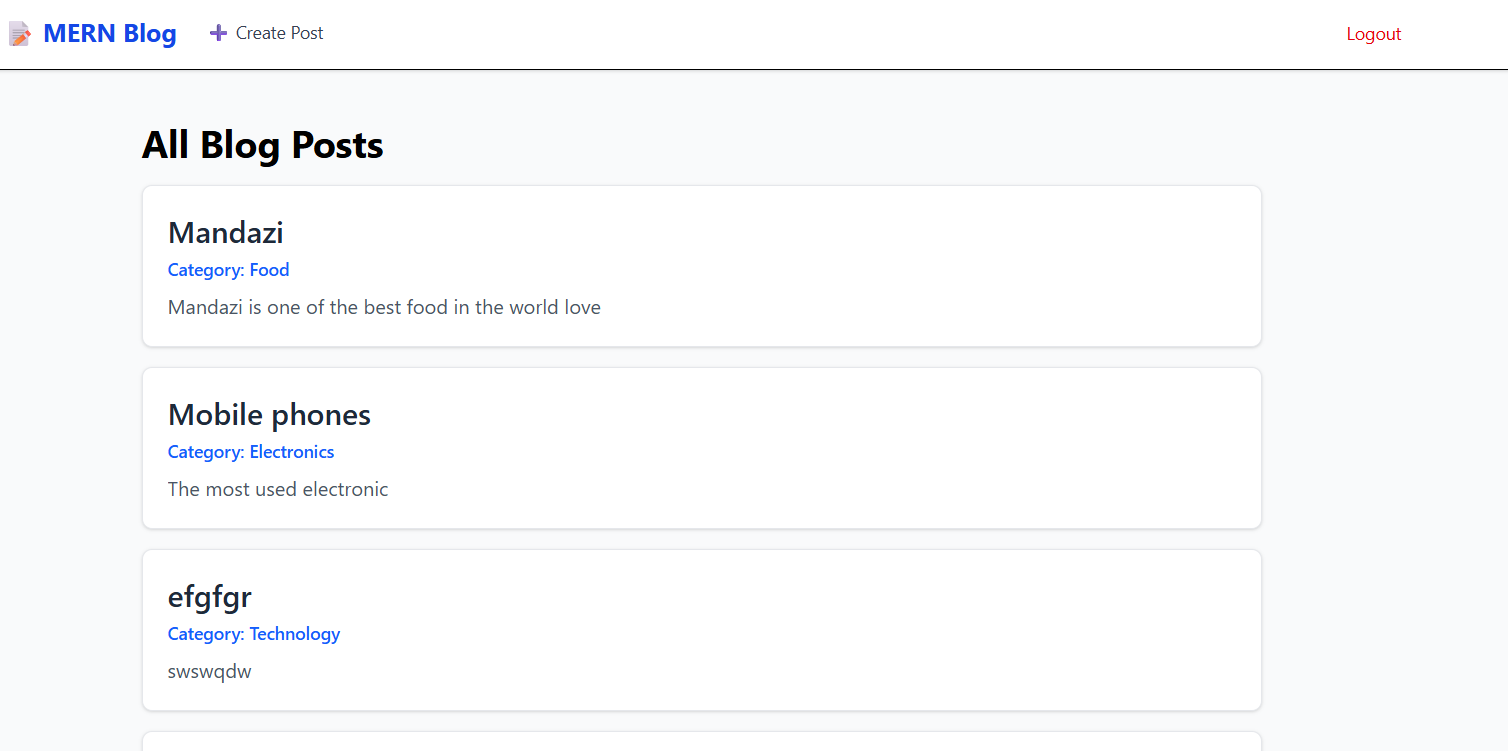 MERN Blog
Create Post
Logout
All Blog Posts
Mandazi
Category: Food
Mandazi is one of the best food in the world love
Mobile phones
Category: Electronics
The most used electronic
efgfgr
Category: Technology
swswqdw